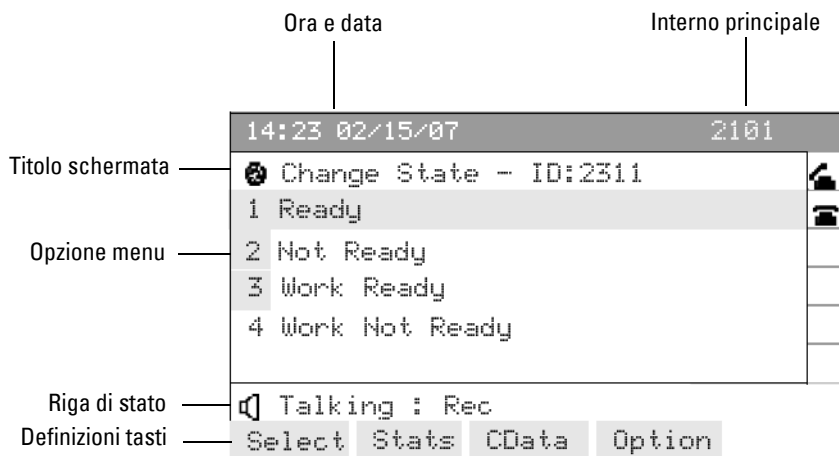 Ora e data
Interno principale
14:23 02/15/07 2101
Titolo schermata
Change State - ID:2311
1 Ready
Opzione menu
2 Not Ready
3 Work Ready
4 Work Not Ready
Riga di stato
Talking : Rec
Definizioni tasti
Select Stats CData Option